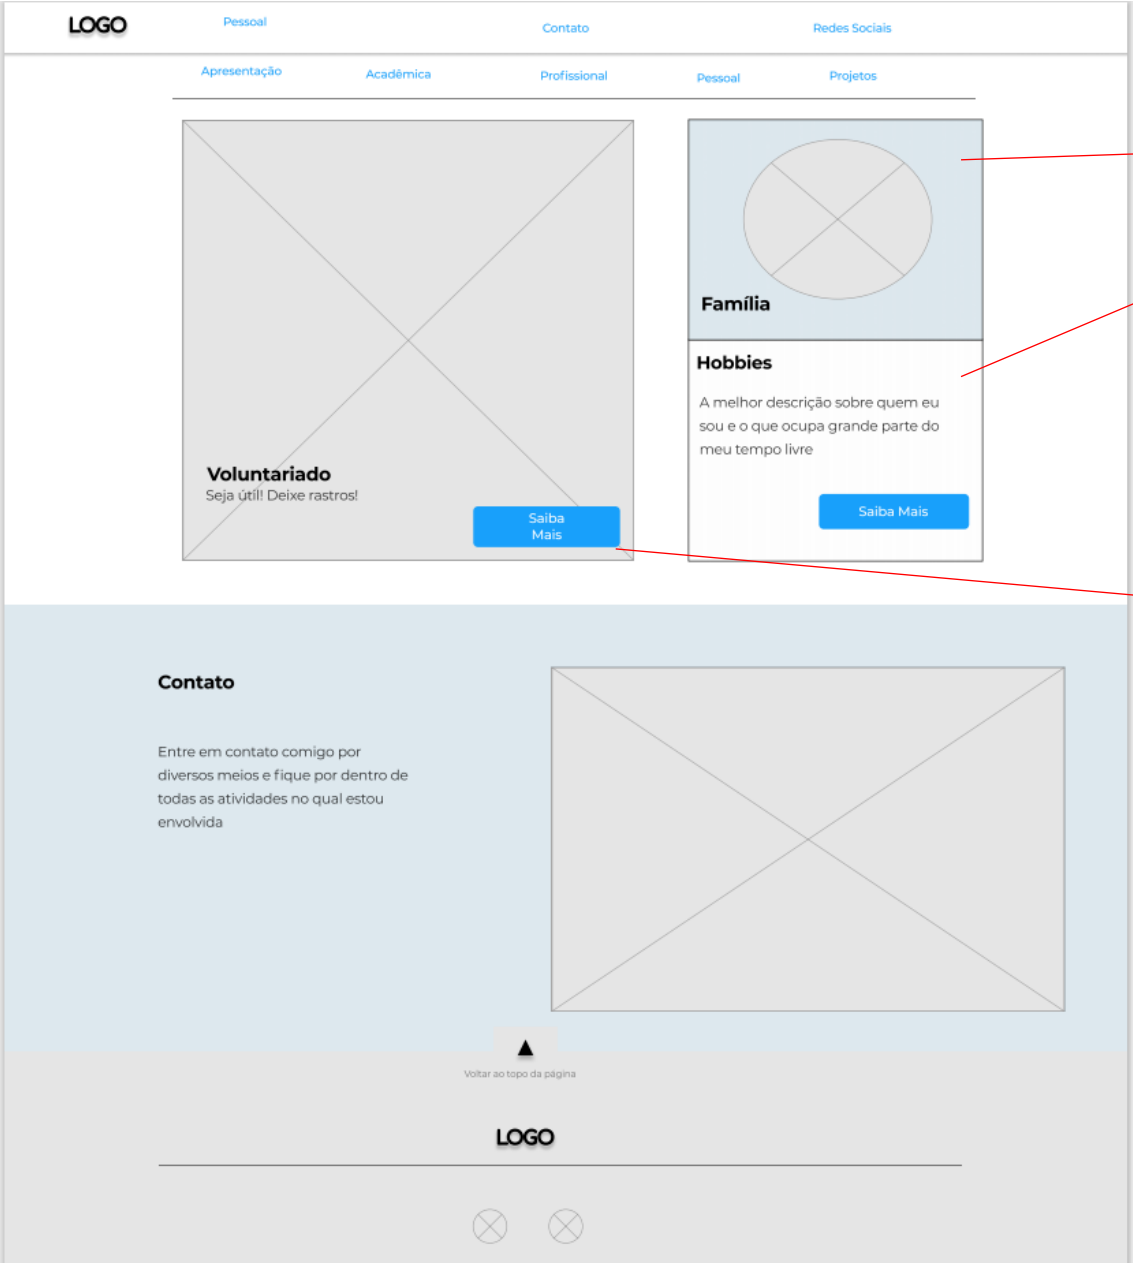 LOGO
Pessoal
Contato
Redes Sociais
Apresentação
Acadêmica
Profissional
Pessoal
Projetos
Voluntariado
Seja útil! Deixe rastros!
Saiba
Mais
Família
Hobbies
A melhor descrição sobre quem eu
sou e o que ocupa grande parte do
meu tempo livre
Saiba Mais
Contato
Entre em contato comigo por
diversos meios e fique por dentro de
todas as atividades no qual estou
envolvida
Voltar ao topo da página
LOGO